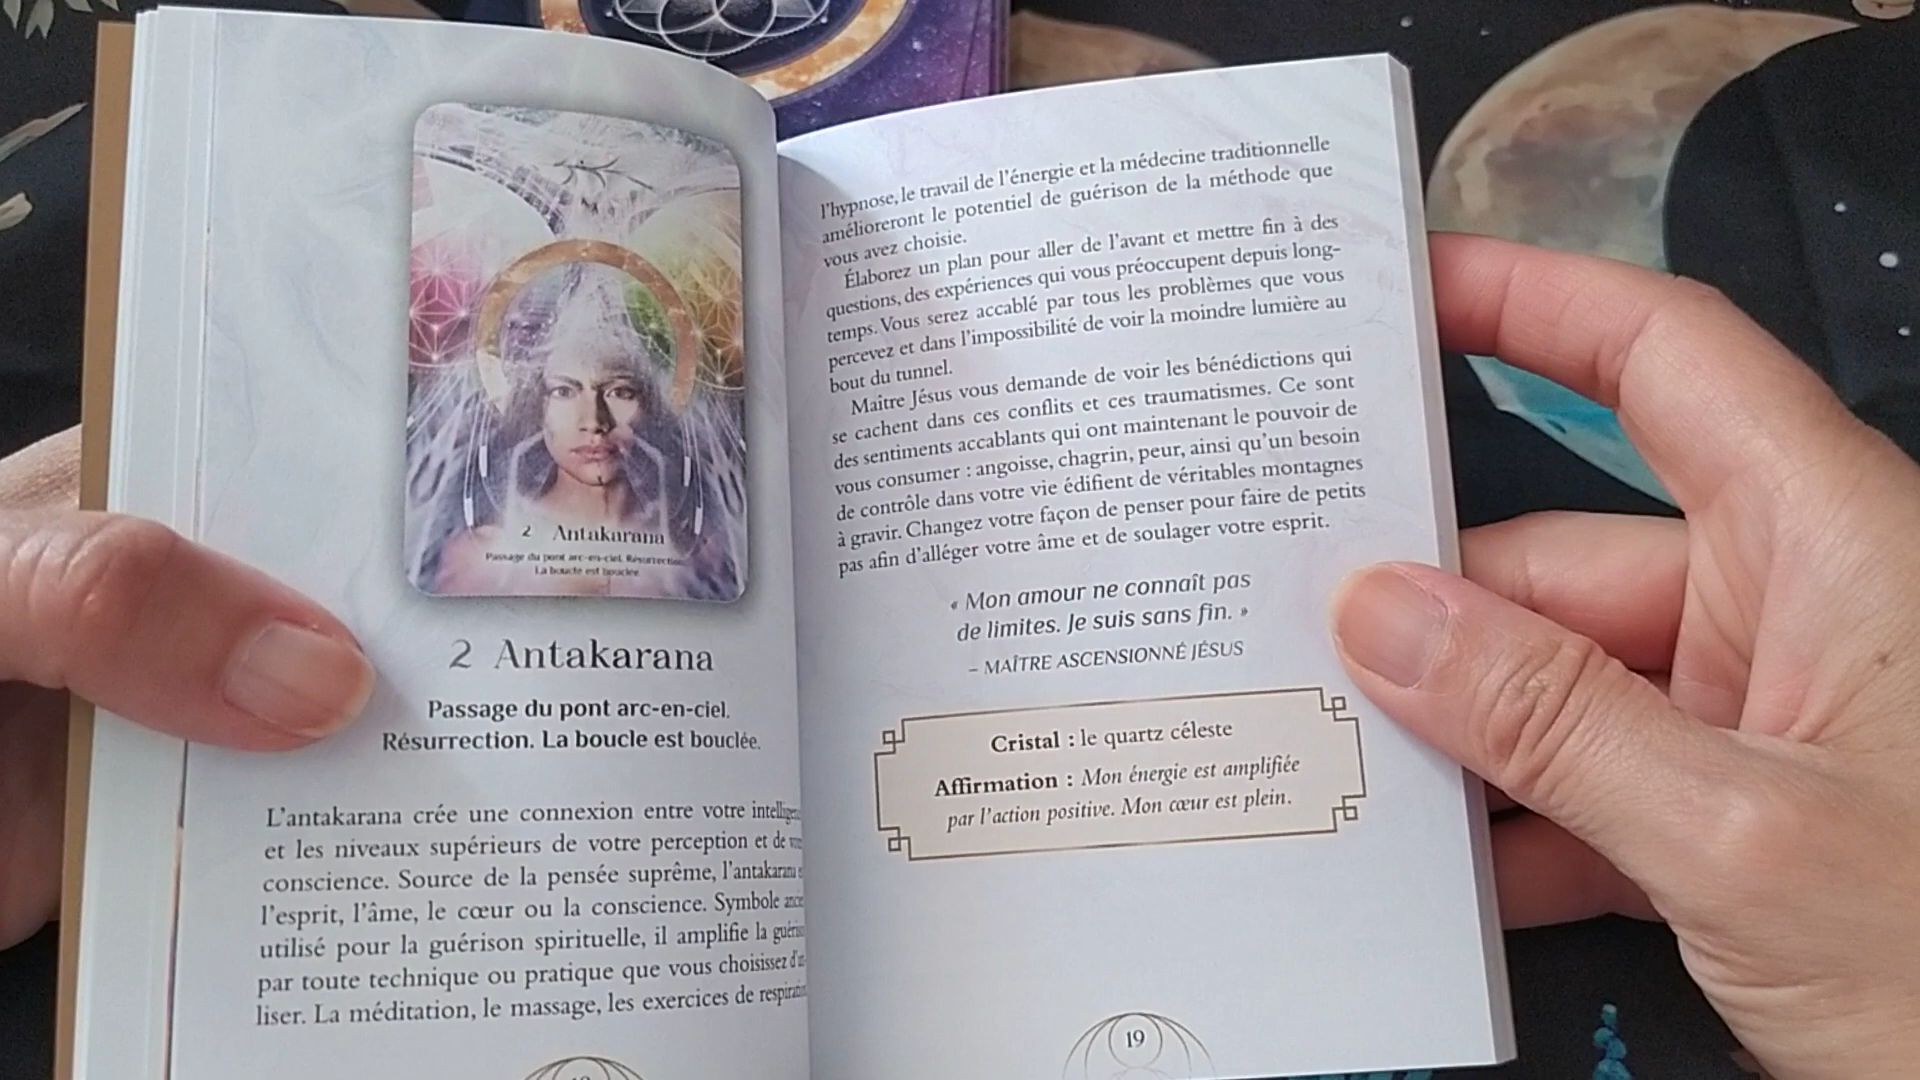 2 Antakarana
Passage du pont arc-en-ciel. Résurrection.
La boucle est bouclée.
2 Antakarana
Passage du pont arc-en-ciel.
Résurrection. La boucle est bouclée.
L'antakarana crée une connexion entre votre
et les niveaux supérieurs de votre perception et de
conscience. Source de la pensée suprême, l'antakarana
l'esprit, l'âme, le cœur ou la conscience. Symbole
utilisé pour la guérison spirituelle, il amplifie la
par toute technique ou pratique que vous choisissez
liser. La méditation, le massage, les exercices de
l'hypnose, le travail de l'énergie et la médecine traditionnelle
amélioreront le potentiel de guérison de la méthode que
vous avez choisie.
Élaborez un plan pour aller de l'avant et mettre fin à des
questions, des expériences qui vous préoccupent depuis long-
temps. Vous serez accablé par tous les problèmes que vous
percevez et dans l'impossibilité de voir la moindre lumière au
bout du tunnel.
Maître Jésus vous demande de voir les bénédictions qui
se cachent dans ces conflits et ces traumatismes. Ce sont
des sentiments accablants qui ont maintenant le pouvoir de
vous consumer : angoisse, chagrin, peur, ainsi qu'un besoin
de contrôle dans votre vie édifient de véritables montagnes
à gravir. Changez votre façon de penser pour faire de petits
pas afin d'alléger votre âme et de soulager votre esprit.
« Mon amour ne connaît pas
de limites. Je suis sans fin. »
– MAÎTRE ASCENSIONNÉ JÉSUS
Cristal : le quartz céleste
Affirmation : Mon énergie est amplifiée
par l'action positive. Mon cœur est plein.
19